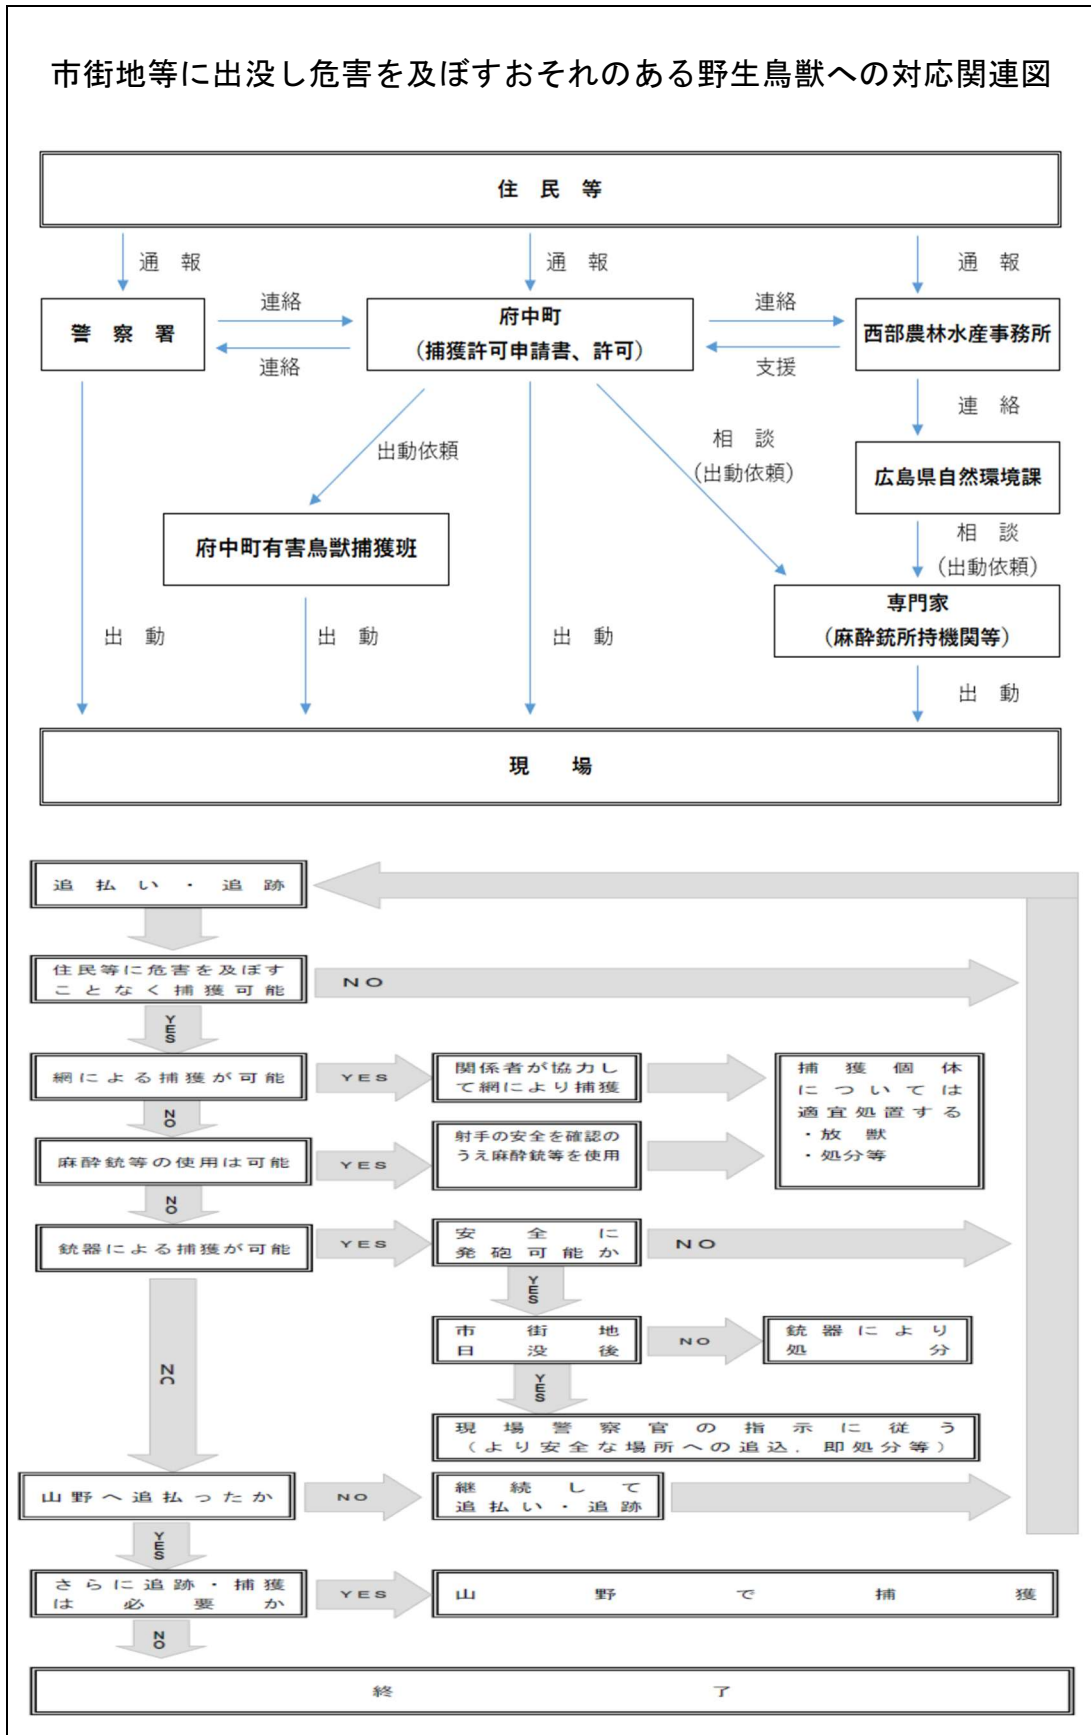 市街地等に出没し危害を及ぼすおそれのある野生鳥獣への対応関連図
住　民　等
通　報
通　報
通　報
警　察　署
連絡
連絡
府中町
（捕獲許可申請書、許可）
連絡
支援
西部農林水産事務所
連　絡
出動依頼
相　談
（出動依頼）
広島県自然環境課
府中町有害鳥獣捕獲班
相　談
（出動依頼）
専門家
（麻酔銃所持機関等）
出　動
出　動
出　動
出　動
現　　場
追払い・追跡
住民等に危害を及ぼす
ことなく捕獲可能
NO
YES
網による捕獲が可能
YES
関係者が協力し
て網により捕獲
捕獲個体
については
適宜処置する
・放　獣
・処分等
NO
麻酔銃等の使用は可能
YES
射手の安全を確認の
うえ麻酔銃等を使用
NO
銃器による捕獲が可能
YES
安全に
発砲可能か
NO
YES
市街地
日没後
NO
銃器により
処分
NO
YES
現場警察官の指示に従う
（より安全な場所への追込．即処分等）
山野へ追払ったか
NO
継続して
追払い・追跡
YES
さらに追跡・捕獲
は必要か
YES
山野で捕獲
NO
終了